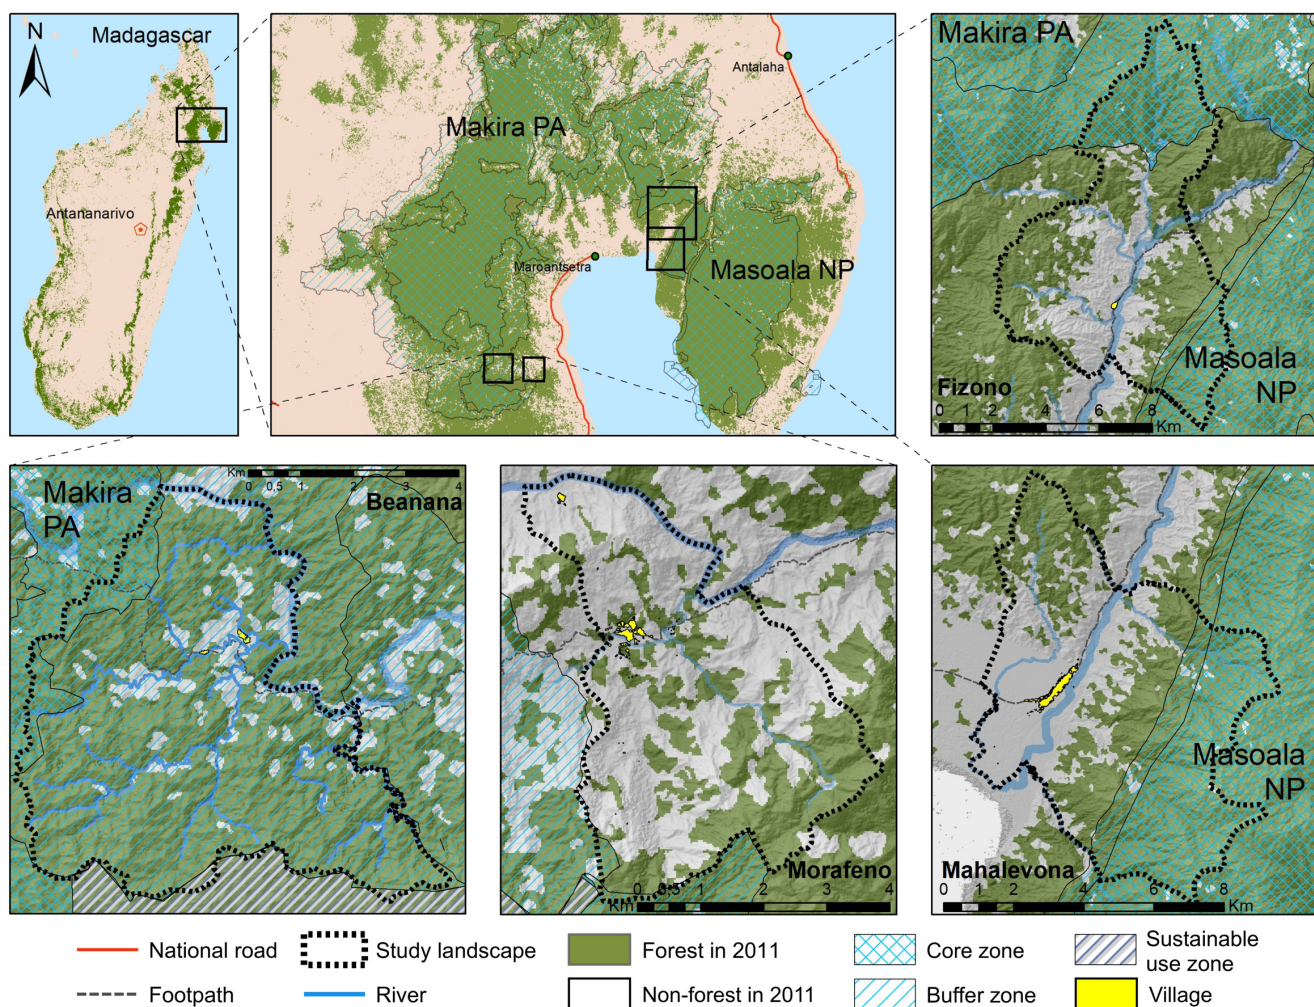 Madagascar
N
Antananarivo
Makira PA
Antalaha
Maroantsetra
Masoala NP
Makira PA
Masoala
NP
Fizono
0 2 4 6 8
Km
Makira
PA
Km
0 0,5 1 2 3 4
Beanana
Morafeno
0 0,5 1 2 3 4
Km
Masoala
NP
Mahalevona
0 1 2 4 6 8
Km
National road
Study landscape
Forest in 2011
Core zone
Sustainable
use zone
Footpath
River
Non-forest in 2011
Buffer zone
Village